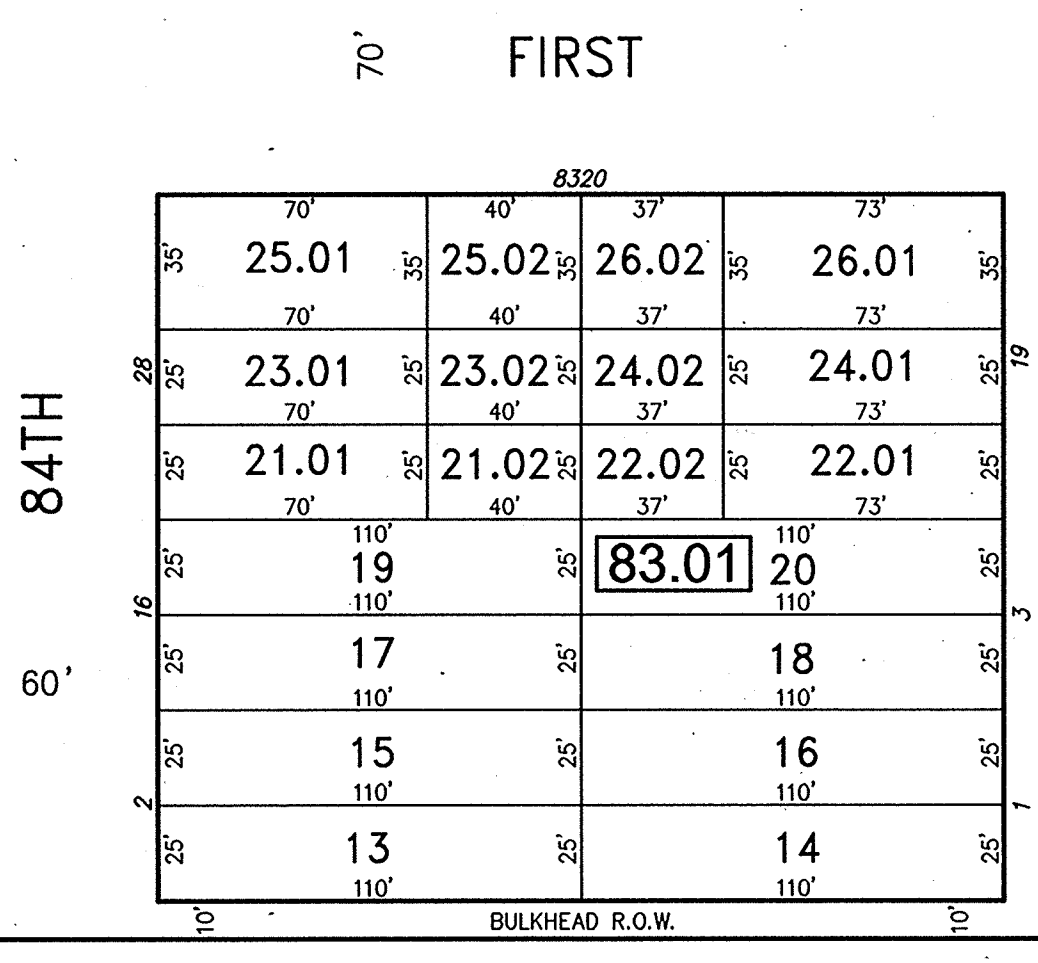 70' FIRST
8320
70' 40' 37' 73'
35' 25.01 35' 25.02 35' 26.02 35' 26.01 35'
70' 40' 37' 73'
28 25' 23.01 25' 23.02 25' 24.02 25' 24.01 25' 19
70' 40' 37' 73'
84TH
25' 21.01 25' 21.02 25' 22.02 25' 22.01 25'
70' 40' 37' 73'
110' 110'
25' 19 25' 83.01 20 25'
16 110' 110' 3
25' 17 25' 18 25'
60'
110' 110'
25' 15 25' 16 25'
2 110' 110' 1
25' 13 25' 14 25'
110' 110'
10' BULKHEAD R.O.W. 10'